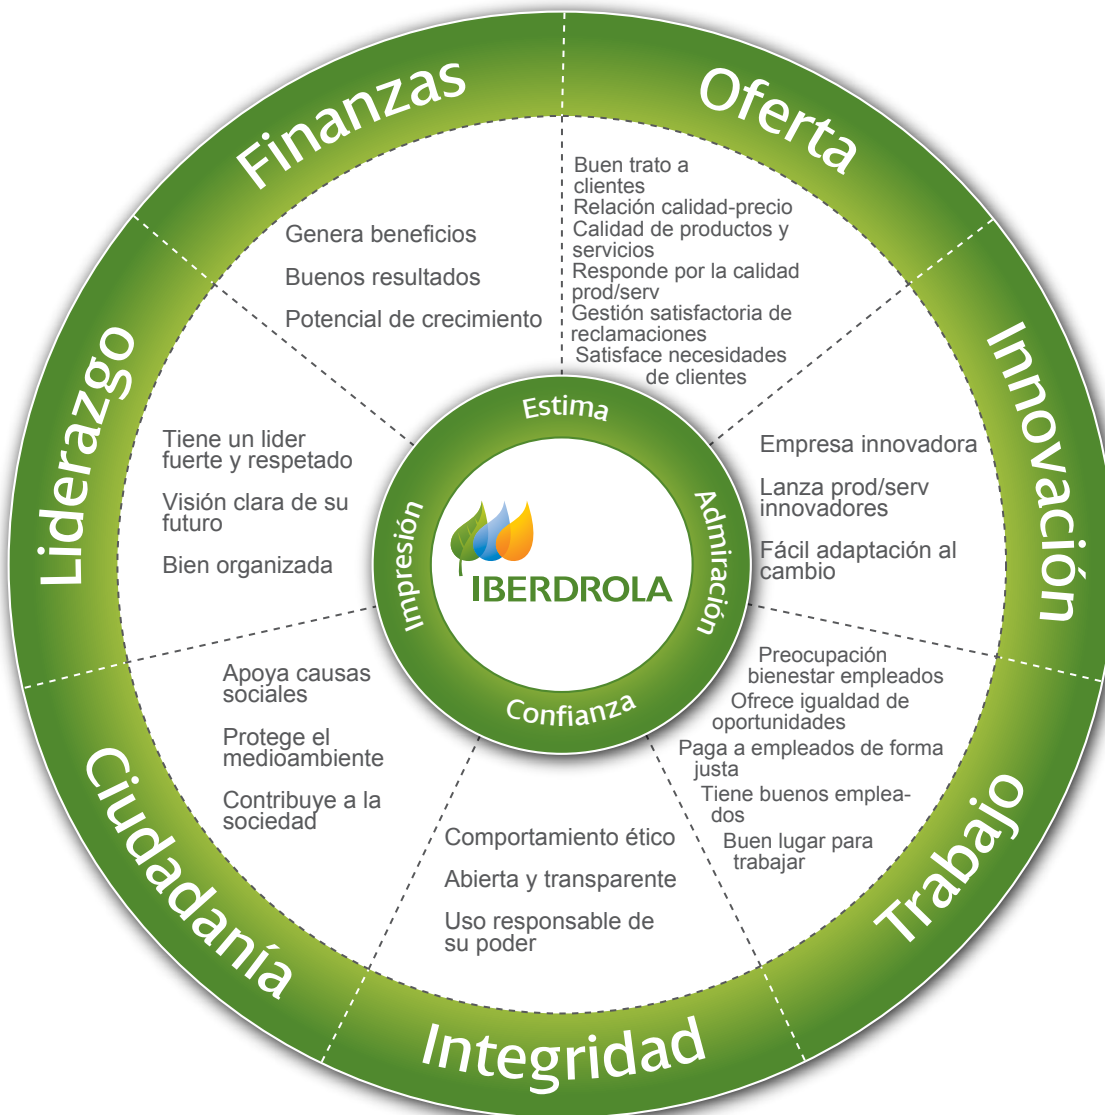 Finanzas
Oferta
Innovación
Trabajo
Integridad
Ciudadanía
Liderazgo
Genera beneficios
Buenos resultados
Potencial de crecimiento
Buen trato a
clientes
Relación calidad-precio
Calidad de productos y
servicios
Responde por la calidad
prod/serv
Gestión satisfactoria de
reclamaciones
Satisface necesidades
de clientes
Empresa innovadora
Lanza prod/serv
innovadores
Fácil adaptación al
cambio
Preocupación
bienestar empleados
Ofrece igualdad de
oportunidades
Paga a empleados de forma
justa
Tiene buenos emplea-
dos
Buen lugar para
trabajar
Comportamiento ético
Abierta y transparente
Uso responsable de
su poder
Apoya causas
sociales
Protege el
medioambiente
Contribuye a la
sociedad
Tiene un lider
fuerte y respetado
Visión clara de su
futuro
Bien organizada
Estima
Admiración
Confianza
Impresión
IBERDROLA